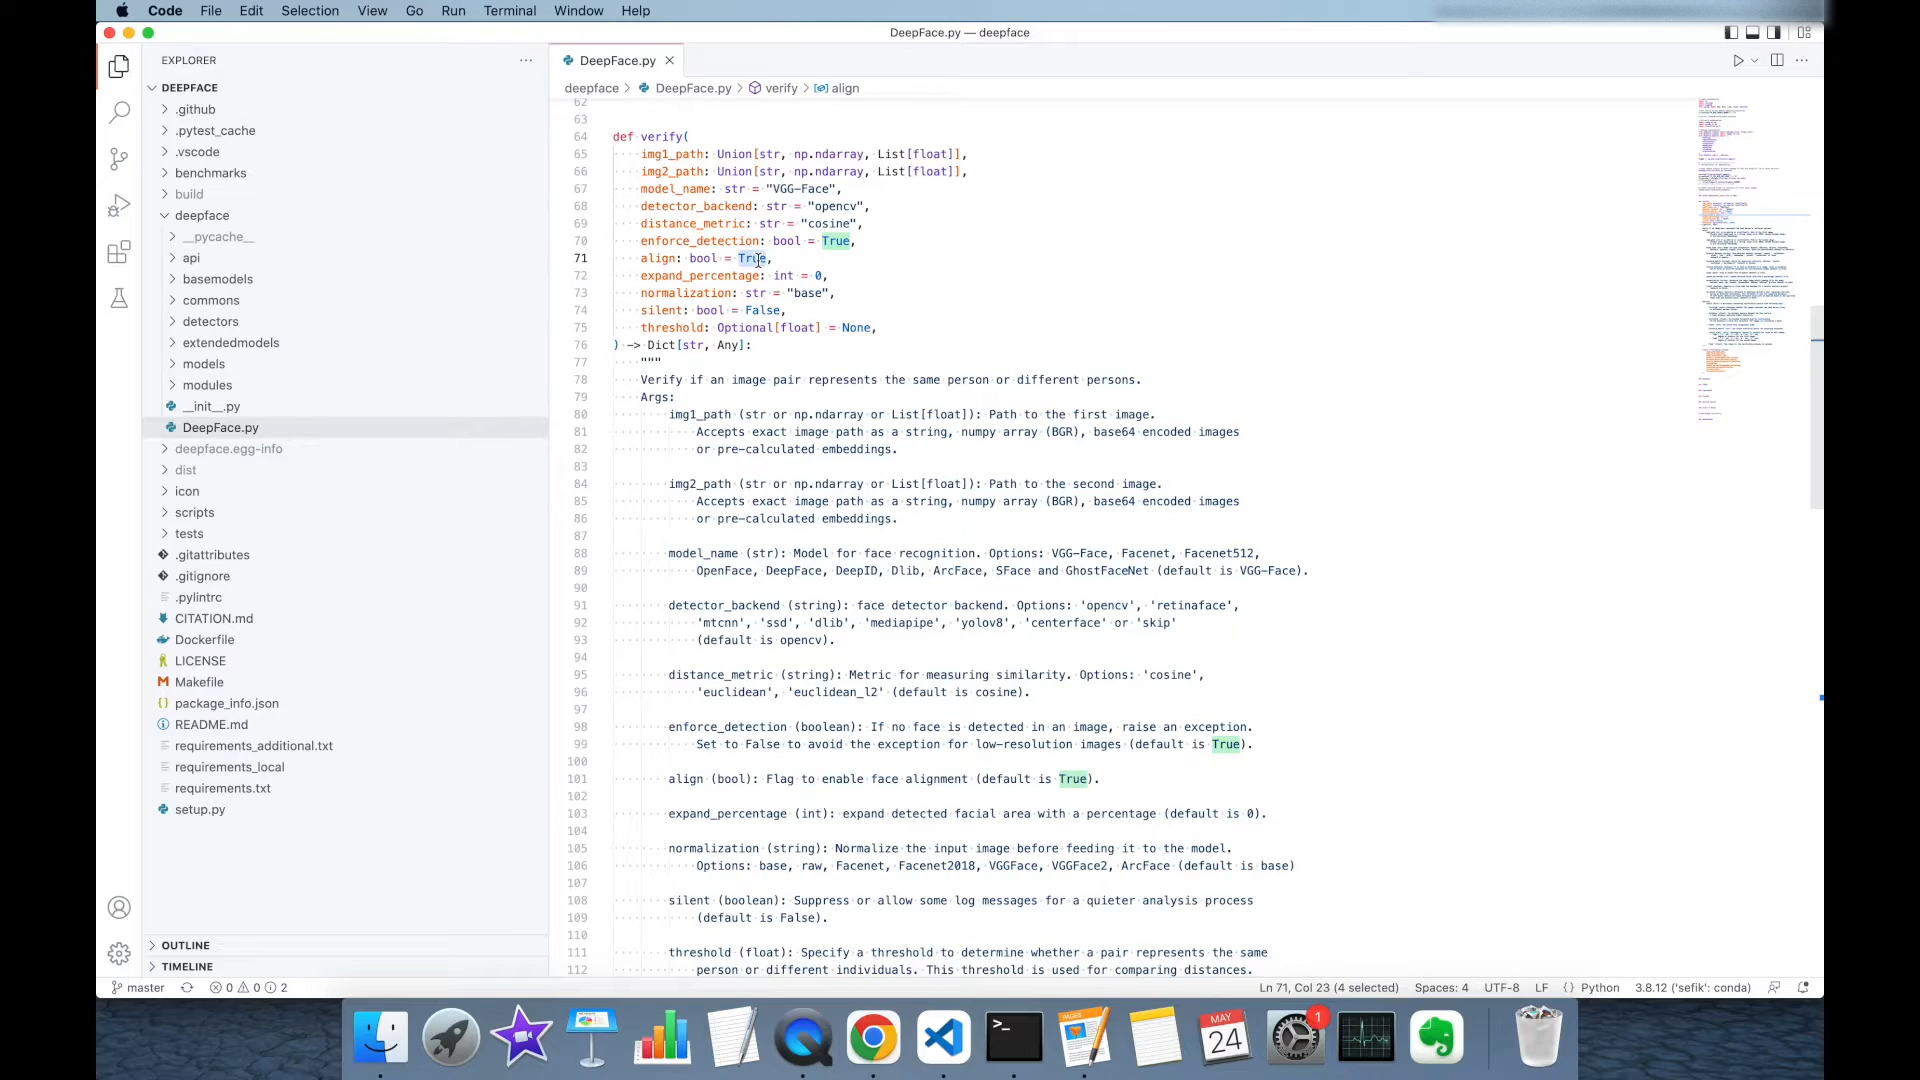 Code File Edit Selection View Go Run Terminal Window Help
DeepFace.py — deepface
EXPLORER
DEEPFACE
.github
.pytest_cache
.vscode
benchmarks
build
deepface
__pycache__
api
basemodels
commons
detectors
extendedmodels
models
modules
__init__.py
DeepFace.py
deepface.egg-info
dist
icon
scripts
tests
.gitattributes
.gitignore
.pylintrc
CITATION.md
Dockerfile
LICENSE
Makefile
package_info.json
README.md
requirements_additional.txt
requirements_local
requirements.txt
setup.py
OUTLINE
TIMELINE
DeepFace.py
deepface > DeepFace.py > verify > align
62
63
64 def verify(
65 img1_path: Union[str, np.ndarray, List[float]],
66 img2_path: Union[str, np.ndarray, List[float]],
67 model_name: str = "VGG-Face",
68 detector_backend: str = "opencv",
69 distance_metric: str = "cosine",
70 enforce_detection: bool = True,
71 align: bool = True,
72 expand_percentage: int = 0,
73 normalization: str = "base",
74 silent: bool = False,
75 threshold: Optional[float] = None,
76 ) -> Dict[str, Any]:
77 """
78 Verify if an image pair represents the same person or different persons.
79 Args:
80 img1_path (str or np.ndarray or List[float]): Path to the first image.
81 Accepts exact image path as a string, numpy array (BGR), base64 encoded images
82 or pre-calculated embeddings.
83
84 img2_path (str or np.ndarray or List[float]): Path to the second image.
85 Accepts exact image path as a string, numpy array (BGR), base64 encoded images
86 or pre-calculated embeddings.
87
88 model_name (str): Model for face recognition. Options: VGG-Face, Facenet, Facenet512,
89 OpenFace, DeepFace, DeepID, Dlib, ArcFace, SFace and GhostFaceNet (default is VGG-Face).
90
91 detector_backend (string): face detector backend. Options: 'opencv', 'retinaface',
92 'mtcnn', 'ssd', 'dlib', 'mediapipe', 'yolov8', 'centerface' or 'skip'
93 (default is opencv).
94
95 distance_metric (string): Metric for measuring similarity. Options: 'cosine',
96 'euclidean', 'euclidean_l2' (default is cosine).
97
98 enforce_detection (boolean): If no face is detected in an image, raise an exception.
99 Set to False to avoid the exception for low-resolution images (default is True).
100
101 align (bool): Flag to enable face alignment (default is True).
102
103 expand_percentage (int): expand detected facial area with a percentage (default is 0).
104
105 normalization (string): Normalize the input image before feeding it to the model.
106 Options: base, raw, Facenet, Facenet2018, VGGFace, VGGFace2, ArcFace (default is base)
107
108 silent (boolean): Suppress or allow some log messages for a quieter analysis process
109 (default is False).
110
111 threshold (float): Specify a threshold to determine whether a pair represents the same
112 person or different individuals. This threshold is used for comparing distances.
master 0 0 2 Ln 71, Col 23 (4 selected) Spaces: 4 UTF-8 LF {} Python 3.8.12 ('sefik': conda)
MAY
24
1